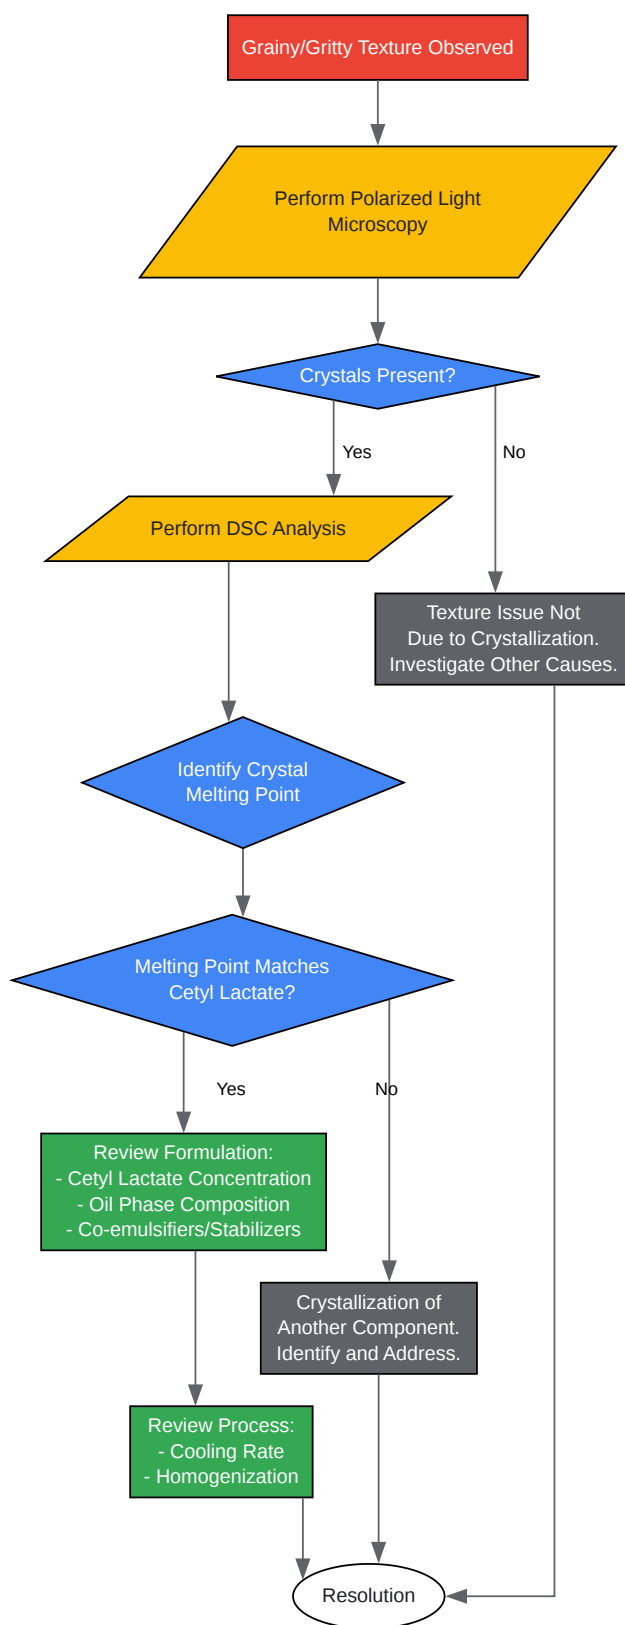 Grainy/Gritty Texture Observed
Perform Polarized Light
Microscopy
Crystals Present?
Yes
No
Perform DSC Analysis
Texture Issue Not
Due to Crystallization.
Investigate Other Causes.
Identify Crystal
Melting Point
Melting Point Matches
Cetyl Lactate?
Yes
No
Review Formulation:
- Cetyl Lactate Concentration
- Oil Phase Composition
- Co-emulsifiers/Stabilizers
Crystallization of
Another Component.
Identify and Address.
Review Process:
- Cooling Rate
- Homogenization
Resolution